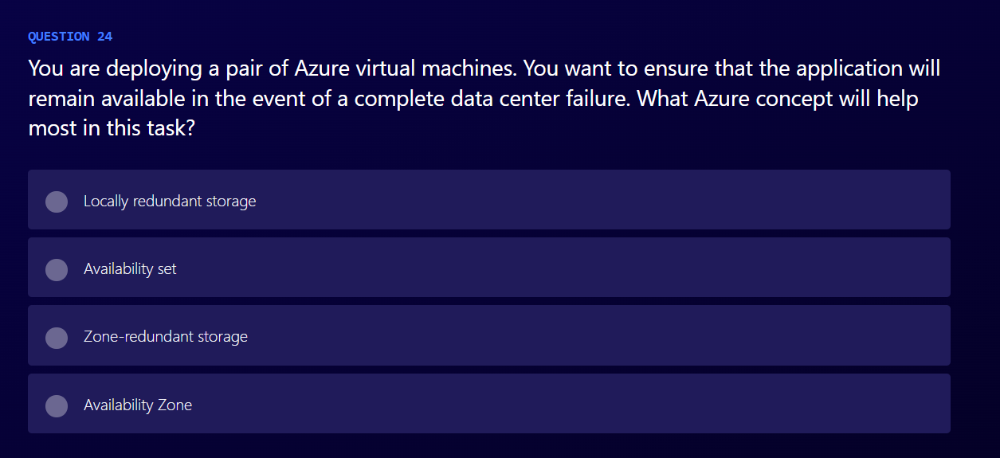 QUESTION 24
You are deploying a pair of Azure virtual machines. You want to ensure that the application will
remain available in the event of a complete data center failure. What Azure concept will help
most in this task?
Locally redundant storage
Availability set
Zone-redundant storage
Availability Zone